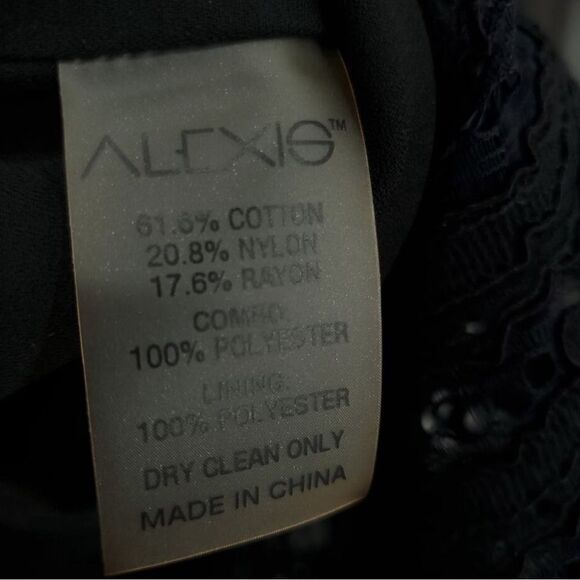 ALEXIS™
61.6% COTTON
20.8% NYLON
17.6% RAYON
COMBO:
100% POLYESTER
LINING:
100% POLYESTER
DRY CLEAN ONLY
MADE IN CHINA